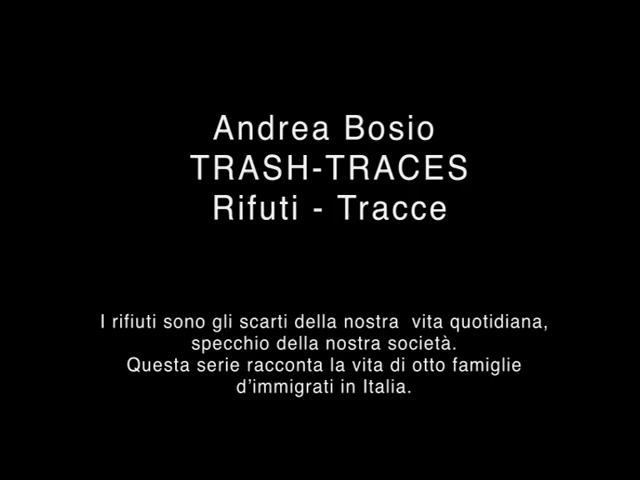 Andrea Bosio
TRASH-TRACES
Rifuti - Tracce
I rifiuti sono gli scarti della nostra  vita quotidiana,
specchio della nostra società.
Questa serie racconta la vita di otto famiglie
d’immigrati in Italia.